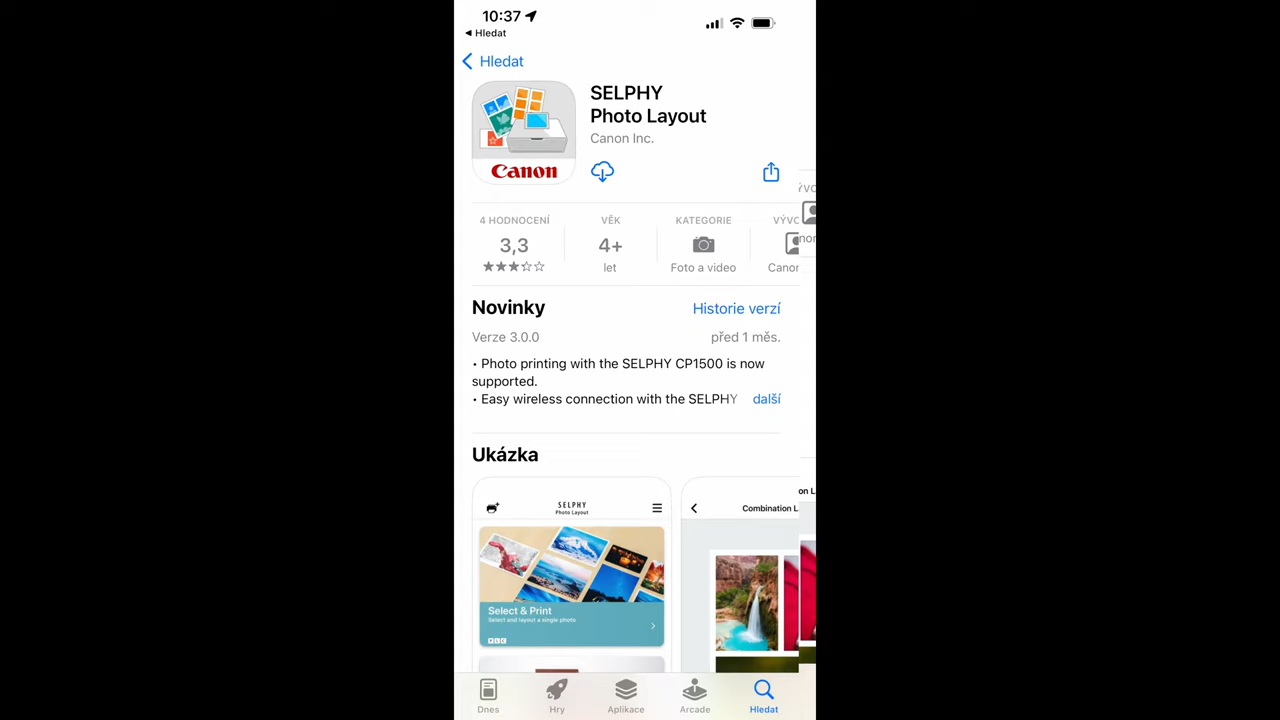 10:37
Hledat
Hledat
SELPHY
Photo Layout
Canon Inc.
Canon
4 HODNOCENÍ
VĚK
KATEGORIE
VÝVC
3,3
4+
let
Foto a video
Canor
Novinky
Historie verzí
Verze 3.0.0
před 1 měs.
• Photo printing with the SELPHY CP1500 is now
supported.
• Easy wireless connection with the SELPHY
další
Ukázka
SELPHY
Photo Layout
Combination L
on L
Select & Print
Select and layout a single photo
Dnes
Hry
Aplikace
Arcade
Hledat